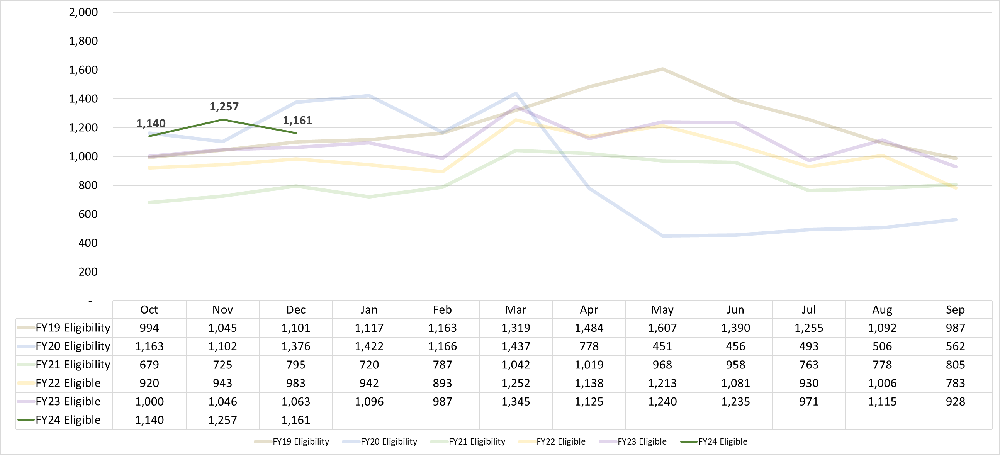 2,000
1,800
1,600
1,400
1,200
1,000
800
600
400
200
-
1,140
1,257
1,161
Oct Nov Dec Jan Feb Mar Apr May Jun Jul Aug Sep
FY19 Eligibility 994 1,045 1,101 1,117 1,163 1,319 1,484 1,607 1,390 1,255 1,092 987
FY20 Eligibility 1,163 1,102 1,376 1,422 1,166 1,437 778 451 456 493 506 562
FY21 Eligibility 679 725 795 720 787 1,042 1,019 968 958 763 778 805
FY22 Eligible 920 943 983 942 893 1,252 1,138 1,213 1,081 930 1,006 783
FY23 Eligible 1,000 1,046 1,063 1,096 987 1,345 1,125 1,240 1,235 971 1,115 928
FY24 Eligible 1,140 1,257 1,161
FY19 Eligibility FY20 Eligibility FY21 Eligibility FY22 Eligible FY23 Eligible FY24 Eligible